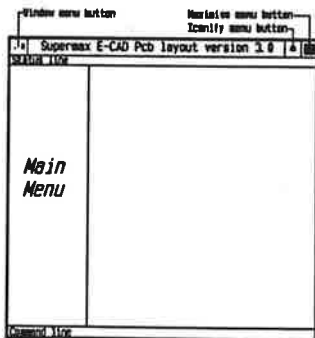 Window menu button
Maximise menu button
Iconify menu button
Supermax E-CAD Pcb layout version 3.0
Status line
Main
Menu
Command line